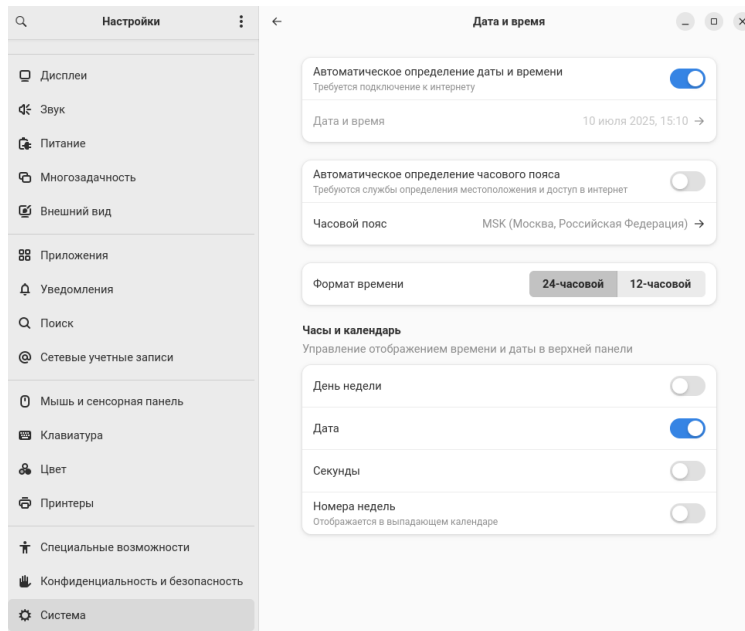 Настройки
Дата и время
Дисплеи
Звук
Питание
Многозадачность
Внешний вид
Приложения
Уведомления
Поиск
Сетевые учетные записи
Мышь и сенсорная панель
Клавиатура
Цвет
Принтеры
Специальные возможности
Конфиденциальность и безопасность
Система
Автоматическое определение даты и времени
Требуется подключение к интернету
Дата и время 10 июля 2025, 15:10
Автоматическое определение часового пояса
Требуются службы определения местоположения и доступ в интернет
Часовой пояс MSK (Москва, Российская Федерация)
Формат времени 24-часовой 12-часовой
Часы и календарь
Управление отображением времени и даты в верхней панели
День недели
Дата
Секунды
Номера недель
Отображается в выпадающем календаре